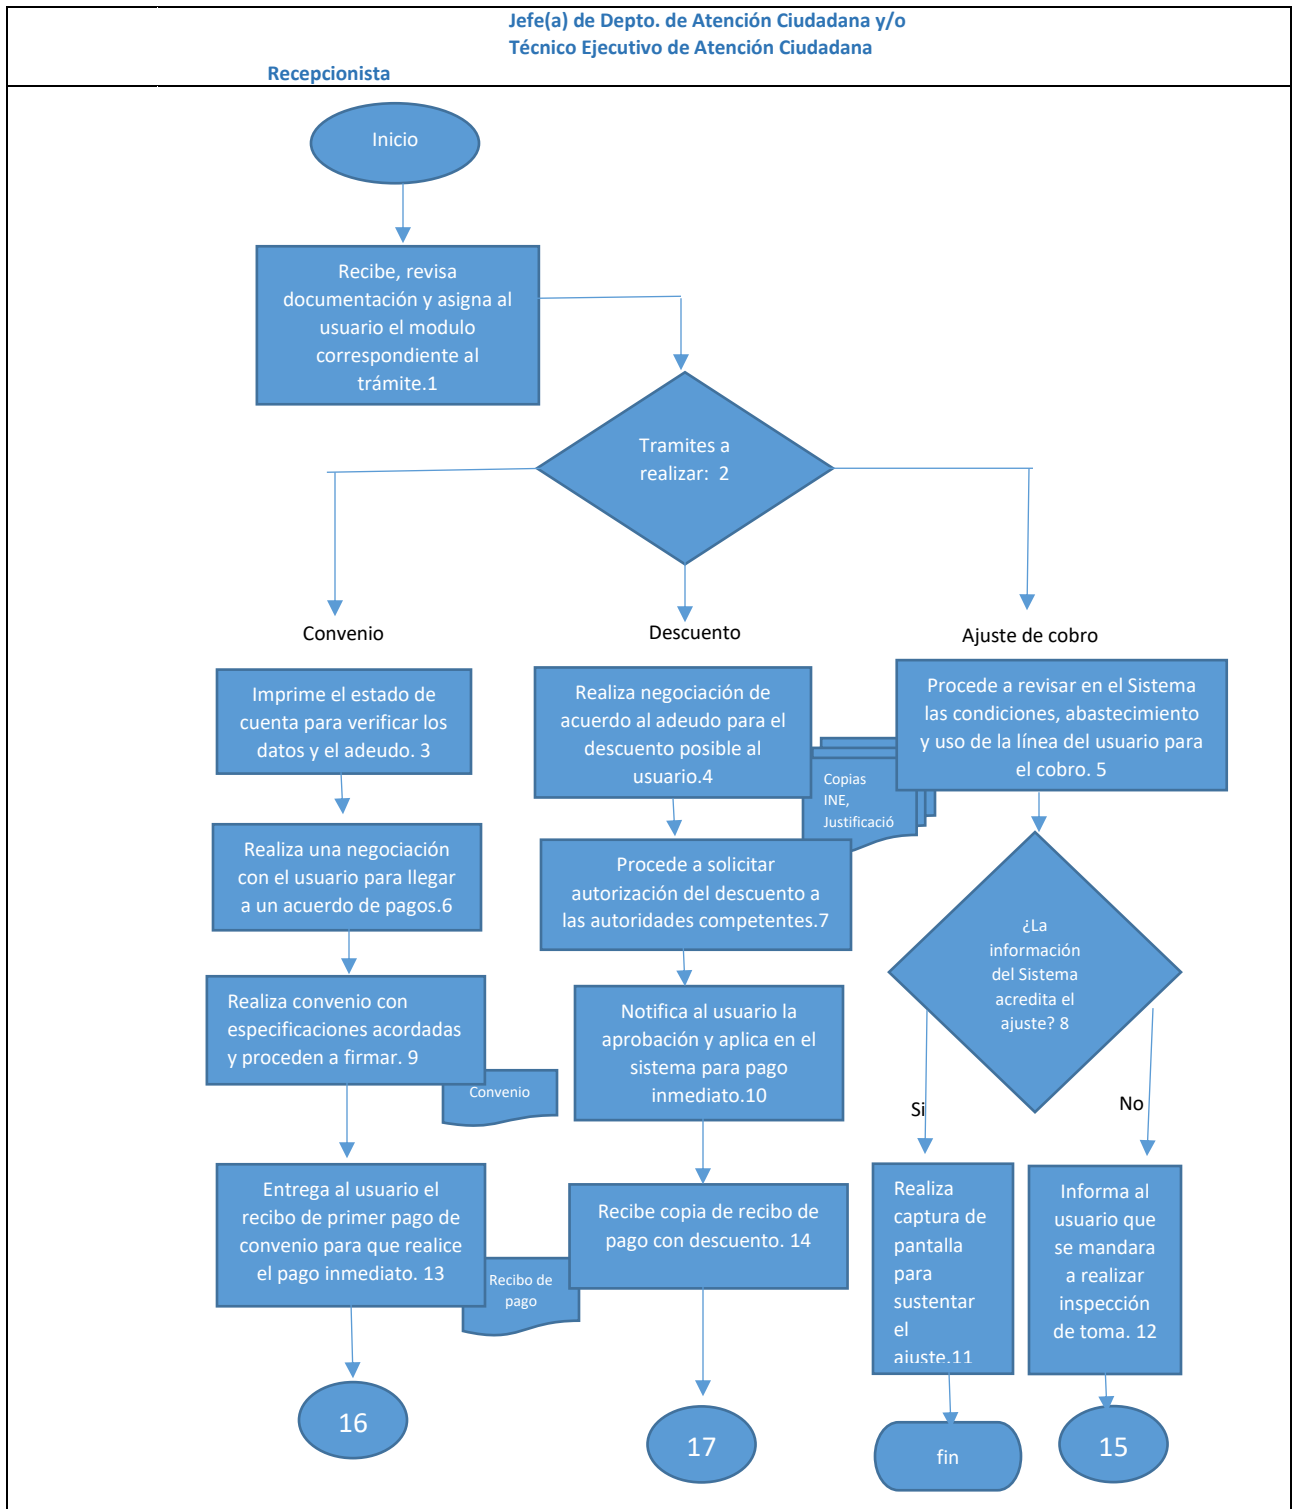 Jefe(a) de Depto. de Atención Ciudadana y/o
Técnico Ejecutivo de Atención Ciudadana
Recepcionista
Inicio
Recibe, revisa
documentación y asigna al
usuario el modulo
correspondiente al
trámite.1
Tramites a
realizar: 2
Convenio
Descuento
Ajuste de cobro
Imprime el estado de
cuenta para verificar los
datos y el adeudo. 3
Realiza negociación de
acuerdo al adeudo para el
descuento posible al
usuario.4
Copias
INE,
Justificació
Procede a revisar en el Sistema
las condiciones, abastecimiento
y uso de la línea del usuario para
el cobro. 5
Realiza una negociación
con el usuario para llegar
a un acuerdo de pagos.6
Procede a solicitar
autorización del descuento a
las autoridades competentes.7
¿La
información
del Sistema
acredita el
ajuste? 8
Realiza convenio con
especificaciones acordadas
y proceden a firmar. 9
Convenio
Notifica al usuario la
aprobación y aplica en el
sistema para pago
inmediato.10
Si
No
Entrega al usuario el
recibo de primer pago de
convenio para que realice
el pago inmediato. 13
Recibo de
pago
Recibe copia de recibo de
pago con descuento. 14
Realiza
captura de
pantalla
para
sustentar
el
ajuste.11
Informa al
usuario que
se mandara
a realizar
inspección
de toma. 12
16
17
fin
15